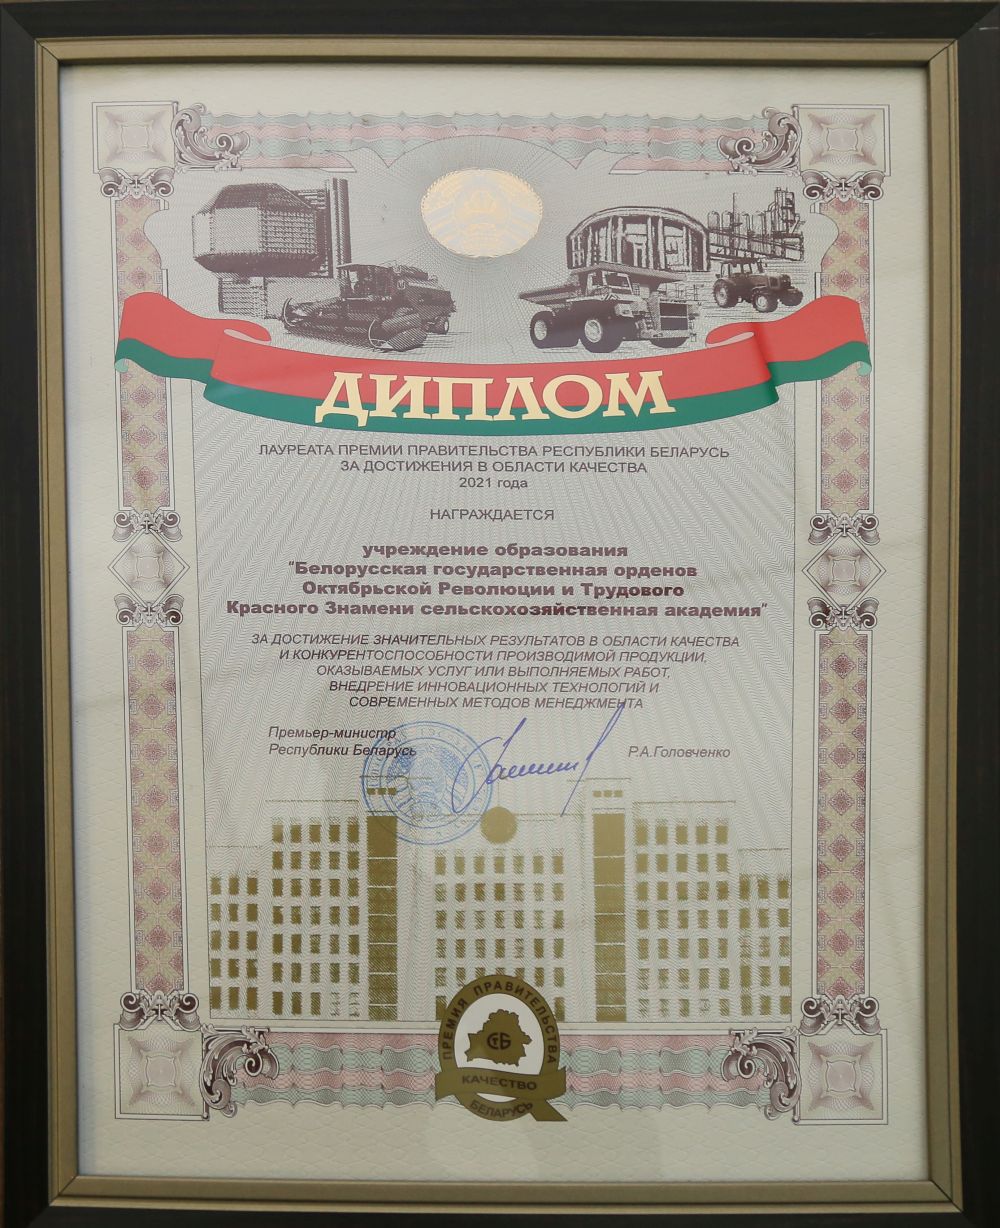 ДИПЛОМ
ЛАУРЕАТА ПРЕМИИ ПРАВИТЕЛЬСТВА РЕСПУБЛИКИ БЕЛАРУСЬ
ЗА ДОСТИЖЕНИЯ В ОБЛАСТИ КАЧЕСТВА
2021 года
НАГРАЖДАЕТСЯ
учреждение образования
"Белорусская государственная орденов
Октябрьской Революции и Трудового
Красного Знамени сельскохозяйственная академия"
ЗА ДОСТИЖЕНИЕ ЗНАЧИТЕЛЬНЫХ РЕЗУЛЬТАТОВ В ОБЛАСТИ КАЧЕСТВА
И КОНКУРЕНТОСПОСОБНОСТИ ПРОИЗВОДИМОЙ ПРОДУКЦИИ,
ОКАЗЫВАЕМЫХ УСЛУГ ИЛИ ВЫПОЛНЯЕМЫХ РАБОТ,
ВНЕДРЕНИЕ ИННОВАЦИОННЫХ ТЕХНОЛОГИЙ И
СОВРЕМЕННЫХ МЕТОДОВ МЕНЕДЖМЕНТА
Премьер-министр
Республики Беларусь
Р.А.Головченко
ПРЕМИЯ ПРАВИТЕЛЬСТВА
СТБ
КАЧЕСТВО
БЕЛАРУСЬ